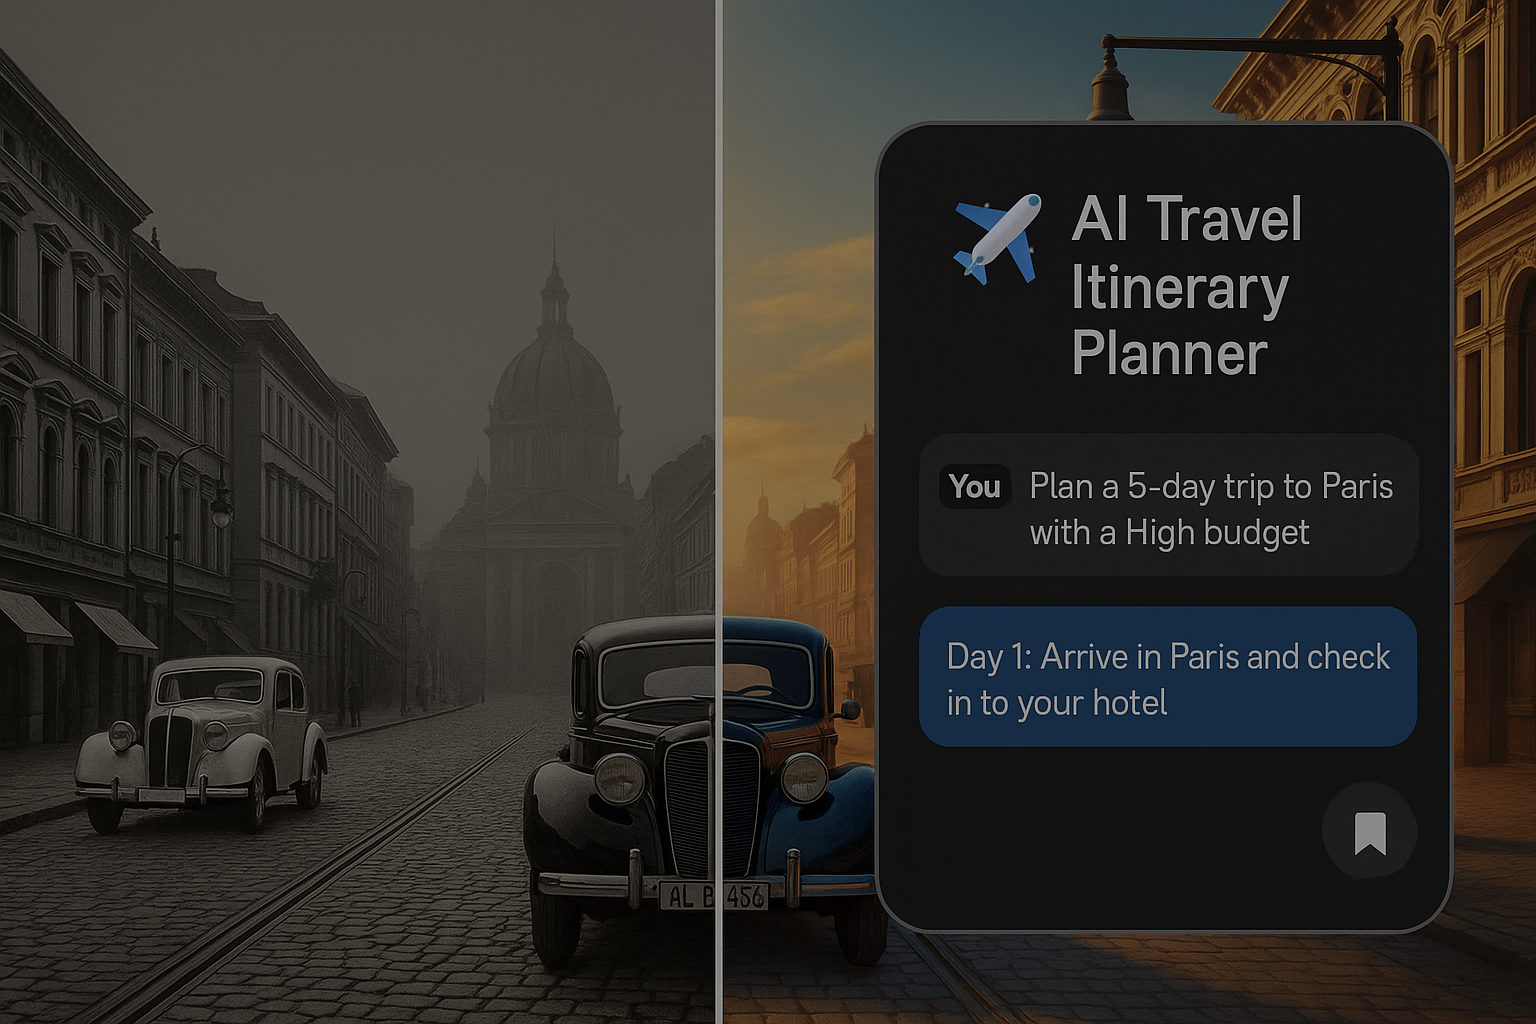 AI Travel
Itinerary
Planner
You Plan a 5-day trip to Paris
with a High budget
Day 1: Arrive in Paris and check
in to your hotel
AL B 456